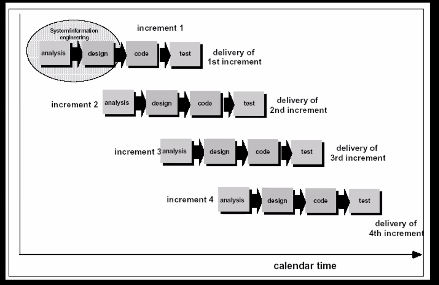 System/information
engineering
increment 1
analysis
design
code
test
delivery of
1st increment
increment 2
analysis
design
code
test
delivery of
2nd increment
increment 3
analysis
design
code
test
delivery of
3rd increment
increment 4
analysis
design
code
test
delivery of
4th increment
calendar time